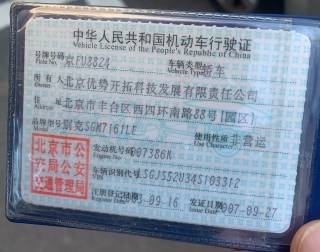 中华人民共和国机动车行驶证
Vehicle License of the People's Republic of China
号牌号码 京FU8824 车辆类型 轿车
Plate No. Vehicle Type
所有人 北京优势开拓科技发展有限责任公司
Owner
住址 北京市丰台区西四环南路88号[园区]
Address
品牌型号 别克SGM7161LE 使用性质 非营运
Model Use Character
北京市公
安局公安
交通管理局
发动机号码 007386K
Engine No.
车辆识别代号
VIN
注册登记日期 发证日期 2007-09-27
Register Date Issue Date